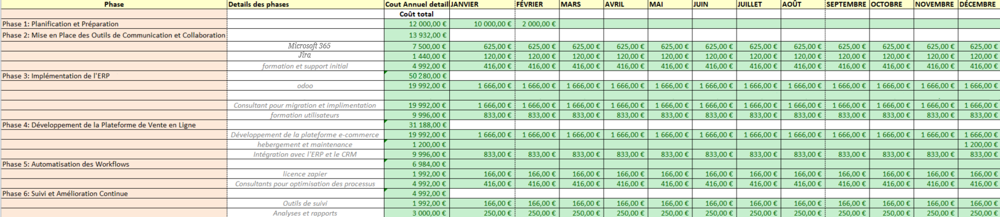 Phase Details des phases Cout Annuel detaill JANVIER FÉVRIER MARS AVRIL MAI JUIN JUILLET AOÛT SEPTEMBRE OCTOBRE NOVEMBRE DÉCEMBRE
Coût total
Phase 1: Planification et Préparation 12 000,00 € 10 000,00 € 2 000,00 €
Phase 2: Mise en Place des Outils de Communication et Collaboration 13 932,00 €
Microsoft 365 7 500,00 € 625,00 € 625,00 € 625,00 € 625,00 € 625,00 € 625,00 € 625,00 € 625,00 € 625,00 € 625,00 € 625,00 € 625,00 €
Jira 1 440,00 € 120,00 € 120,00 € 120,00 € 120,00 € 120,00 € 120,00 € 120,00 € 120,00 € 120,00 € 120,00 € 120,00 € 120,00 €
formation et support initial 4 992,00 € 416,00 € 416,00 € 416,00 € 416,00 € 416,00 € 416,00 € 416,00 € 416,00 € 416,00 € 416,00 € 416,00 € 416,00 €
Phase 3: Implémentation de l'ERP 50 280,00 €
odoo 19 992,00 € 1 666,00 € 1 666,00 € 1 666,00 € 1 666,00 € 1 666,00 € 1 666,00 € 1 666,00 € 1 666,00 € 1 666,00 € 1 666,00 € 1 666,00 € 1 666,00 €
Consultant pour migration et implimentation 19 992,00 € 1 666,00 € 1 666,00 € 1 666,00 € 1 666,00 € 1 666,00 € 1 666,00 € 1 666,00 € 1 666,00 € 1 666,00 € 1 666,00 € 1 666,00 € 1 666,00 €
formation utilisateurs 9 996,00 € 833,00 € 833,00 € 833,00 € 833,00 € 833,00 € 833,00 € 833,00 € 833,00 € 833,00 € 833,00 € 833,00 € 833,00 €
Phase 4: Développement de la Plateforme de Vente en Ligne 31 188,00 €
Développement de la plateforme e-commerce 19 992,00 € 1 666,00 € 1 666,00 € 1 666,00 € 1 666,00 € 1 666,00 € 1 666,00 € 1 666,00 € 1 666,00 € 1 666,00 € 1 666,00 € 1 666,00 € 1 666,00 €
hebergement et maintenance 1 200,00 € 1 200,00 €
Intégration avec l'ERP et le CRM 9 996,00 € 833,00 € 833,00 € 833,00 € 833,00 € 833,00 € 833,00 € 833,00 € 833,00 € 833,00 € 833,00 € 833,00 € 833,00 €
Phase 5: Automatisation des Workflows 6 984,00 €
licence zapier 1 992,00 € 166,00 € 166,00 € 166,00 € 166,00 € 166,00 € 166,00 € 166,00 € 166,00 € 166,00 € 166,00 € 166,00 € 166,00 €
Consultants pour optimisation des processus 4 992,00 € 416,00 € 416,00 € 416,00 € 416,00 € 416,00 € 416,00 € 416,00 € 416,00 € 416,00 € 416,00 € 416,00 € 416,00 €
Phase 6: Suivi et Amélioration Continue 4 992,00 €
Outils de suivi 1 992,00 € 166,00 € 166,00 € 166,00 € 166,00 € 166,00 € 166,00 € 166,00 € 166,00 € 166,00 € 166,00 € 166,00 € 166,00 €
Analyses et rapports 3 000,00 € 250,00 € 250,00 € 250,00 € 250,00 € 250,00 € 250,00 € 250,00 € 250,00 € 250,00 € 250,00 € 250,00 € 250,00 €